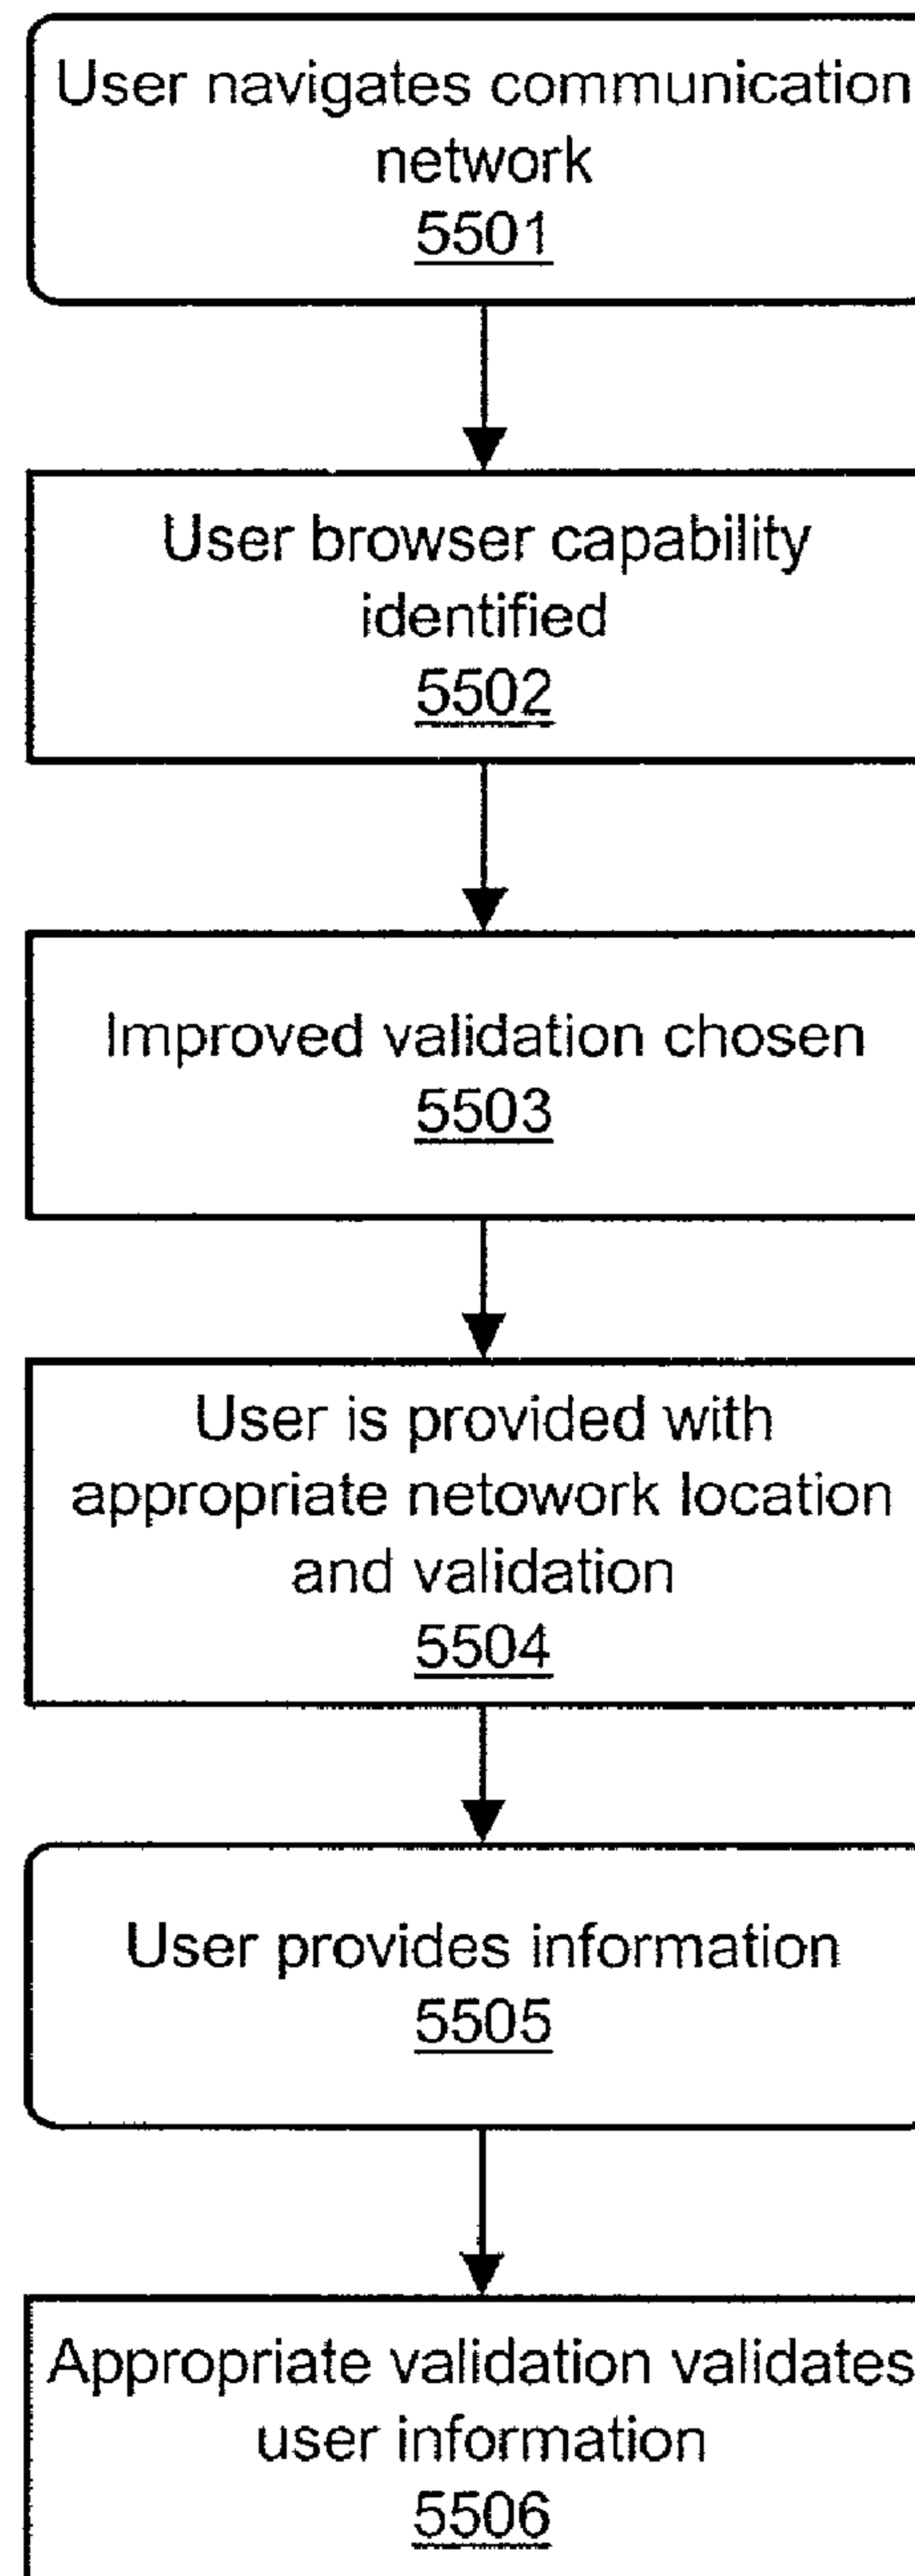 User navigates communication
network
5501
User browser capability
identified
5502
Improved validation chosen
5503
User is provided with
appropriate netowork location
and validation
5504
User provides information
5505
Appropriate validation validates
user information
5506